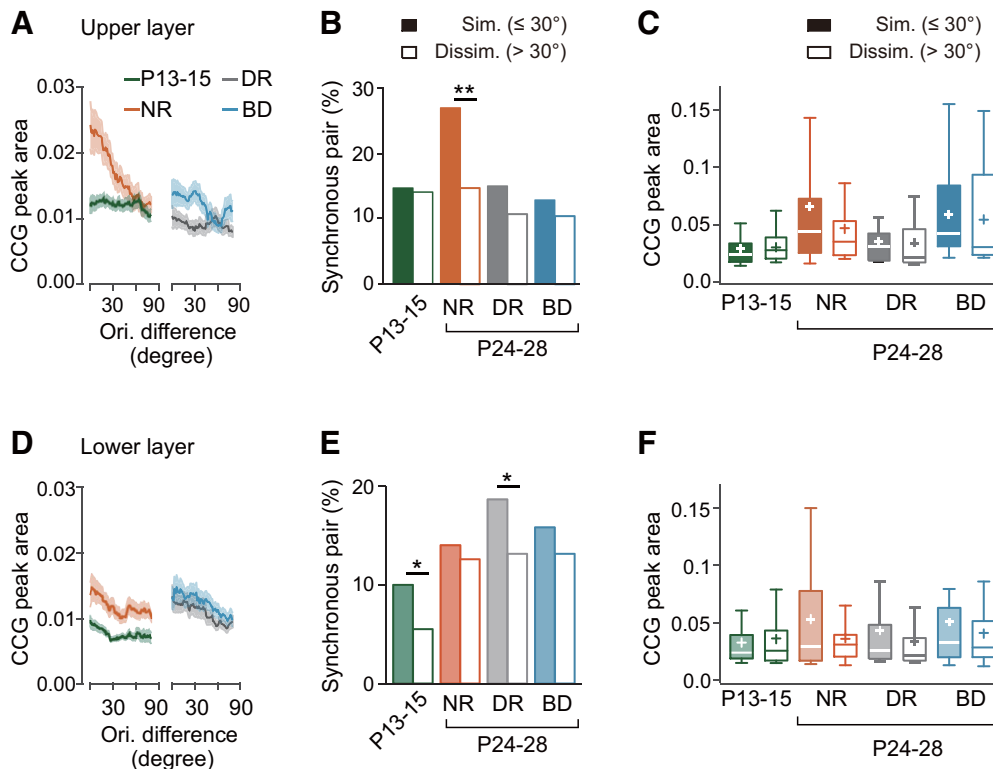 A Upper layer
P13-15 DR
NR BD
CCG peak area
0.03
0.02
0.01
0.00
30 90 30 90
Ori. difference
(degree)
B
Sim. (≤ 30°)
Dissim. (> 30°)
Synchronous pair (%)
30
20
10
0
**
P13-15 NR DR BD
P24-28
C
Sim. (≤ 30°)
Dissim. (> 30°)
CCG peak area
0.15
0.1
0.05
0.0
P13-15 NR DR BD
P24-28
D Lower layer
CCG peak area
0.03
0.02
0.01
0.00
30 90 30 90
Ori. difference
(degree)
E
Synchronous pair (%)
20
10
0
*
*
P13-15 NR DR BD
P24-28
F
CCG peak area
0.15
0.1
0.05
0.0
P13-15 NR DR BD
P24-28